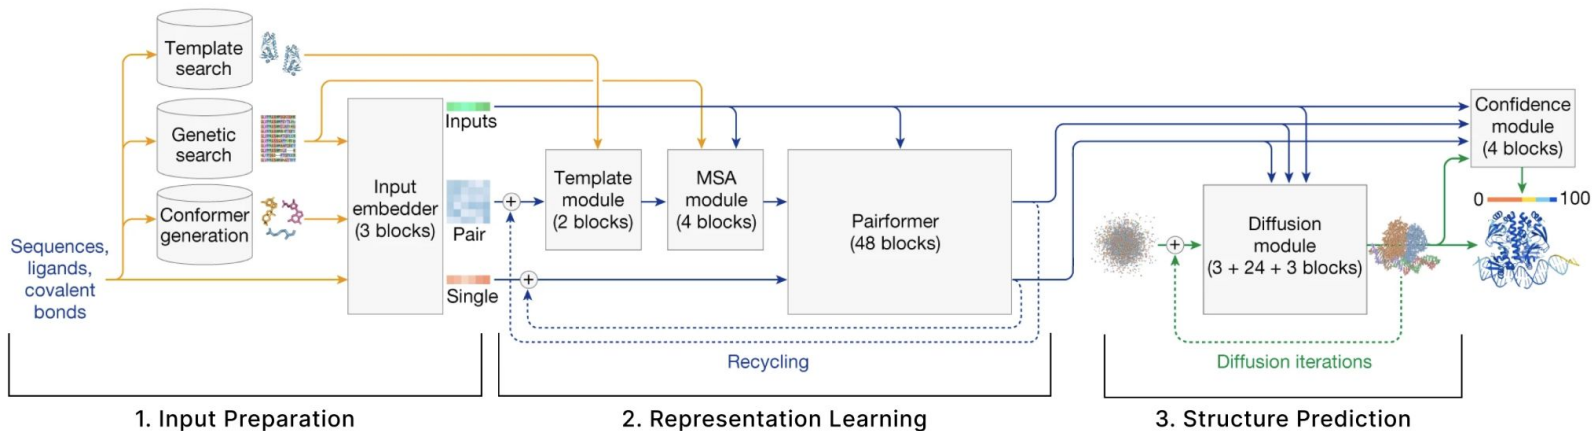 Template
search
Genetic
search
Conformer
generation
Sequences,
ligands,
covalent
bonds
Input
embedder
(3 blocks)
Inputs
Pair
Single
Template
module
(2 blocks)
MSA
module
(4 blocks)
Pairformer
(48 blocks)
Recycling
Diffusion
module
(3 + 24 + 3 blocks)
Diffusion iterations
Confidence
module
(4 blocks)
0 100
1. Input Preparation
2. Representation Learning
3. Structure Prediction